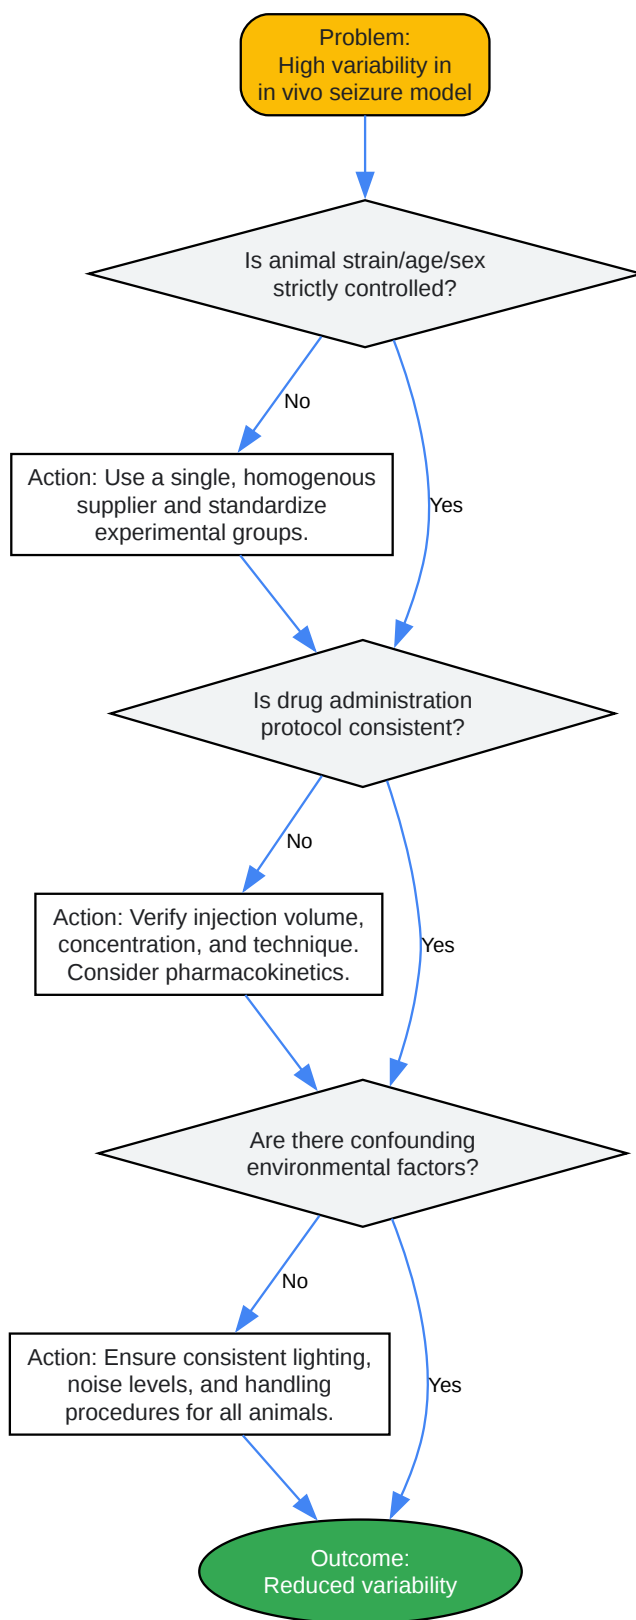 Problem:
High variability in
in vivo seizure model
Is animal strain/age/sex
strictly controlled?
No
Action: Use a single, homogenous
supplier and standardize
experimental groups.
Yes
Is drug administration
protocol consistent?
No
Action: Verify injection volume,
concentration, and technique.
Consider pharmacokinetics.
Yes
Are there confounding
environmental factors?
No
Action: Ensure consistent lighting,
noise levels, and handling
procedures for all animals.
Yes
Outcome:
Reduced variability